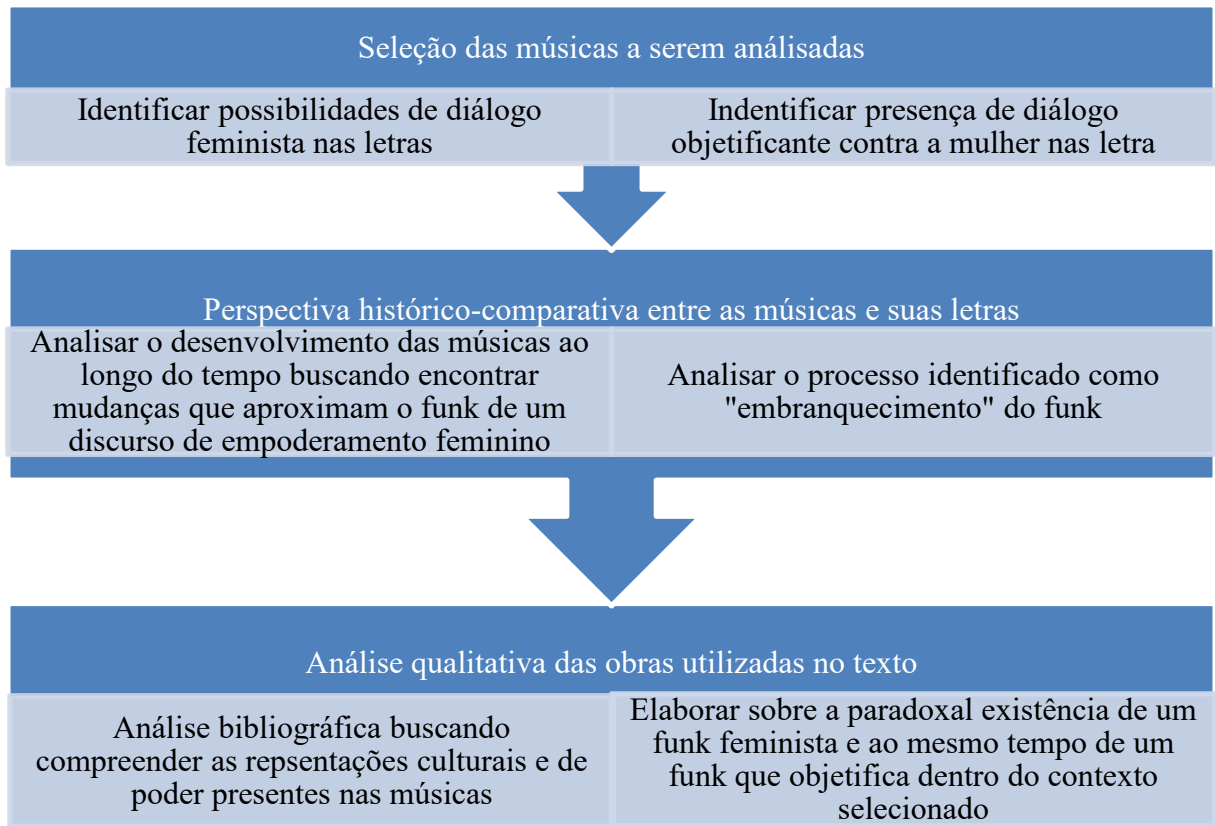 Seleção das músicas a serem análisadas
Identificar possibilidades de diálogo
feminista nas letras
Indentificar presença de diálogo
objetificante contra a mulher nas letra
Perspectiva histórico-comparativa entre as músicas e suas letras
Analisar o desenvolvimento das músicas ao
longo do tempo buscando encontrar
mudanças que aproximam o funk de um
discurso de empoderamento feminino
Analisar o processo identificado como
"embranquecimento" do funk
Análise qualitativa das obras utilizadas no texto
Análise bibliográfica buscando
compreender as repsentações culturais e de
poder presentes nas músicas
Elaborar sobre a paradoxal existência de um
funk feminista e ao mesmo tempo de um
funk que objetifica dentro do contexto
selecionado